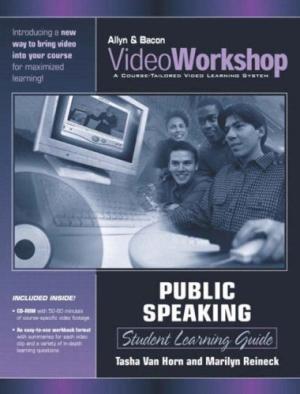 Introducing a new
way to bring video
into your course
for maximized
learning!
Allyn & Bacon
VideoWorkshop
A COURSE-TAILORED VIDEO LEARNING SYSTEM
INCLUDED INSIDE!
• CD-ROM with 50-60 minutes
of course-specific video footage
• An easy-to-use workbook format
with summaries for each video
clip and a variety of in-depth
learning questions
PUBLIC
SPEAKING
Student Learning Guide
Tasha Van Horn and Marilyn Reineck